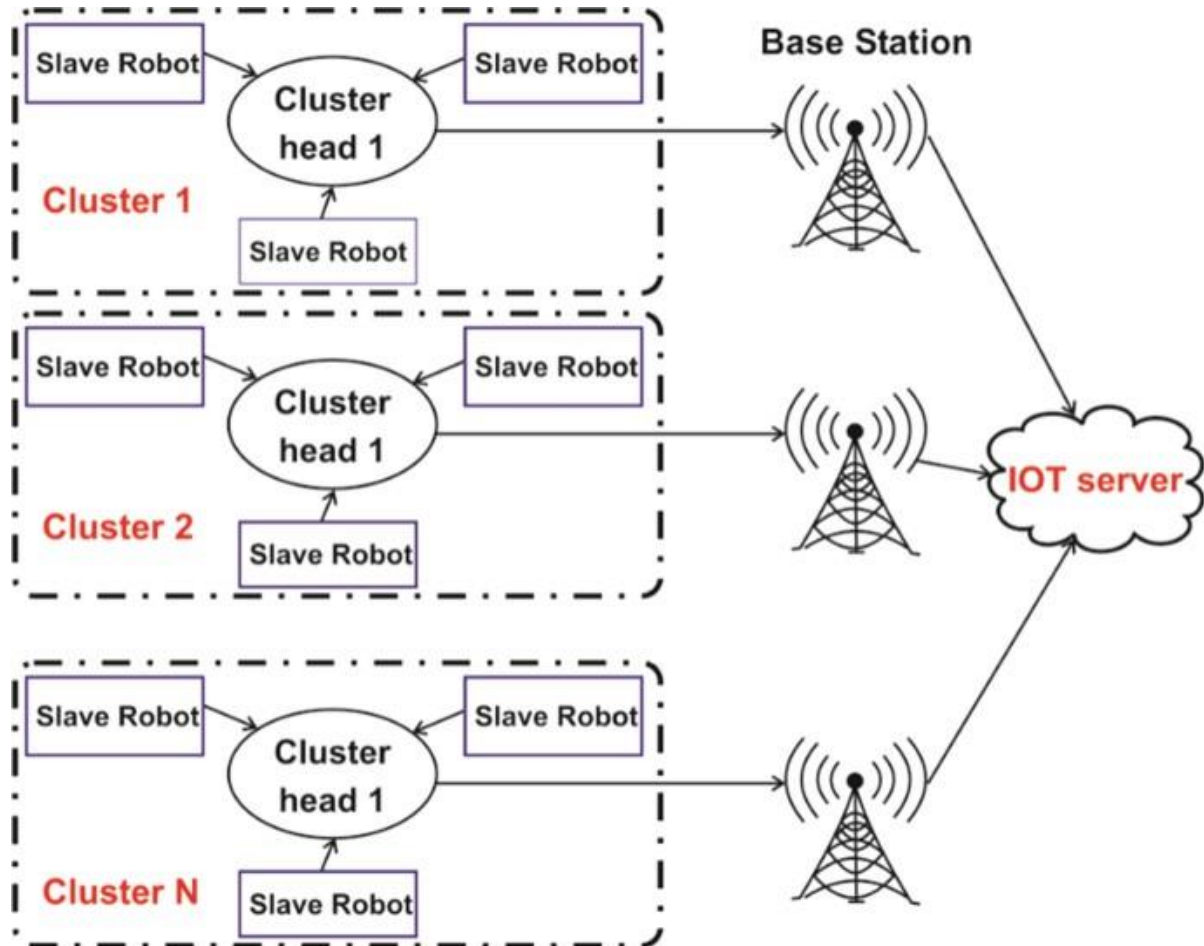 Slave Robot
Slave Robot
Cluster
head 1
Cluster 1
Slave Robot
Base Station
Slave Robot
Slave Robot
Cluster
head 1
Cluster 2
Slave Robot
IOT server
Slave Robot
Slave Robot
Cluster
head 1
Cluster N
Slave Robot